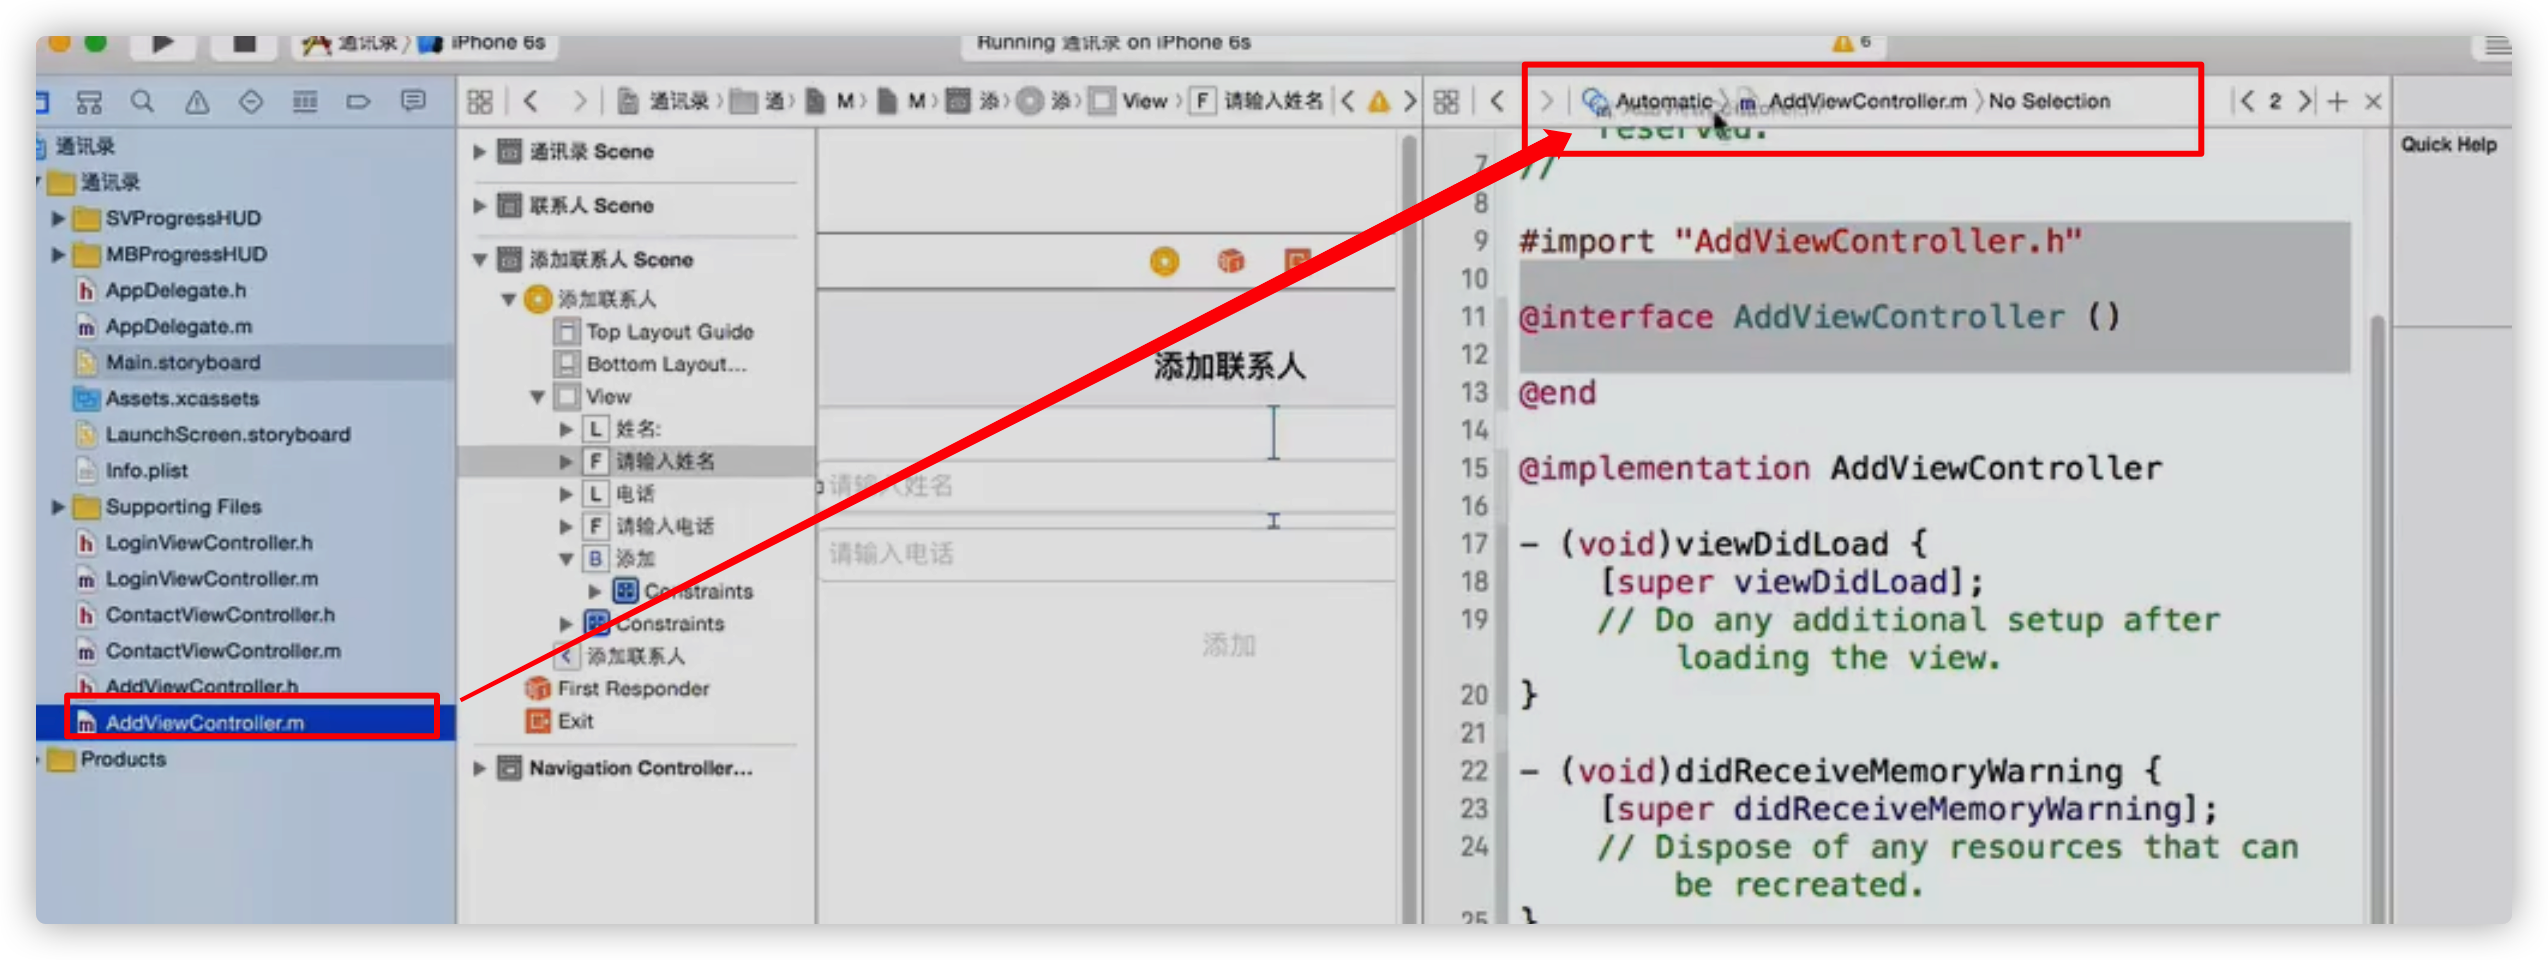 通讯录 〉 iPhone 6s
Running 通讯录 on iPhone 6s
6
通讯录 〉 通 〉 M 〉 M 〉 添 〉 添 〉 View 〉 F 请输入姓名
Automatic 〉 AddViewController.m 〉 No Selection
2
通讯录
通讯录
SVProgressHUD
MBProgressHUD
AppDelegate.h
AppDelegate.m
Main.storyboard
Assets.xcassets
LaunchScreen.storyboard
Info.plist
Supporting Files
LoginViewController.h
LoginViewController.m
ContactViewController.h
ContactViewController.m
AddViewController.h
AddViewController.m
Products
通讯录 Scene
联系人 Scene
添加联系人 Scene
添加联系人
Top Layout Guide
Bottom Layout...
View
L 姓名:
F 请输入姓名
L 电话
F 请输入电话
B 添加
Constraints
Constraints
添加联系人
First Responder
Exit
Navigation Controller...
添加联系人
请输入姓名
请输入电话
添加
reserved.
7 //
8
9 #import "AddViewController.h"
10
11 @interface AddViewController ()
12
13 @end
14
15 @implementation AddViewController
16
17 - (void)viewDidLoad {
18 [super viewDidLoad];
19 // Do any additional setup after
loading the view.
20 }
21
22 - (void)didReceiveMemoryWarning {
23 [super didReceiveMemoryWarning];
24 // Dispose of any resources that can
be recreated.
25 }
Quick Help